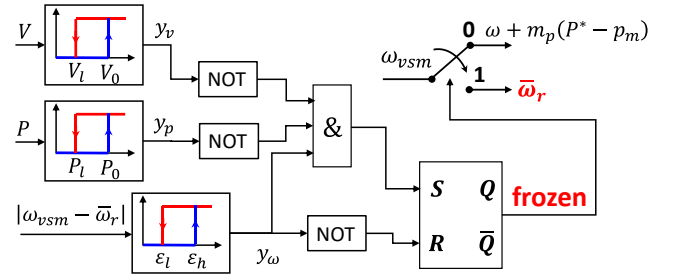 V
V_l V_0
y_v
NOT
P
P_l P_0
y_p
NOT
&
|ω_vsm − ω̅_r|
ε_l ε_h
y_ω
NOT
S Q
R Q̅
frozen
ω_vsm
0
ω + m_p(P* − p_m)
1
ω̅_r